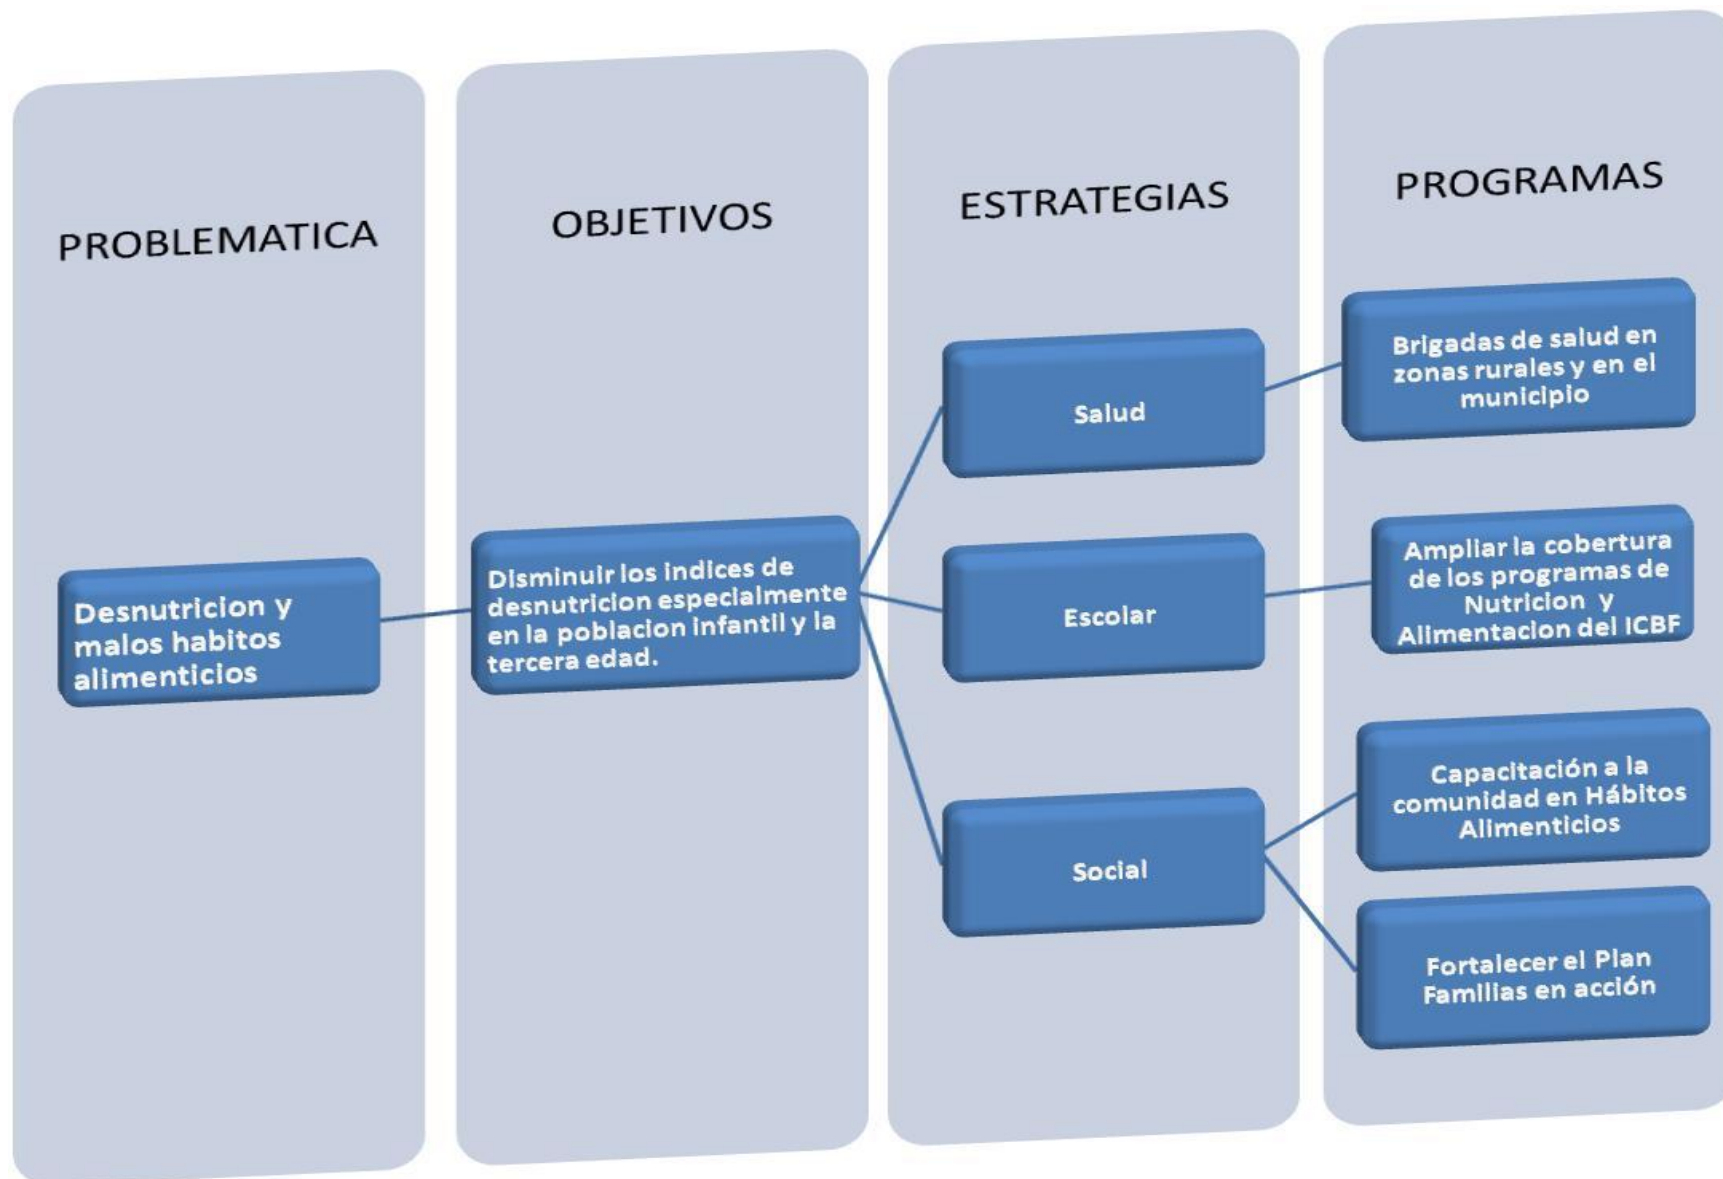 PROBLEMATICA
OBJETIVOS
ESTRATEGIAS
PROGRAMAS
Desnutricion y
malos habitos
alimenticios
Disminuir los indices de
desnutricion especialmente
en la poblacion infantil y la
tercera edad.
Salud
Escolar
Social
Brigadas de salud en
zonas rurales y en el
municipio
Ampliar la cobertura
de los programas de
Nutricion y
Alimentacion del ICBF
Capacitación a la
comunidad en Hábitos
Alimenticios
Fortalecer el Plan
Familias en acción